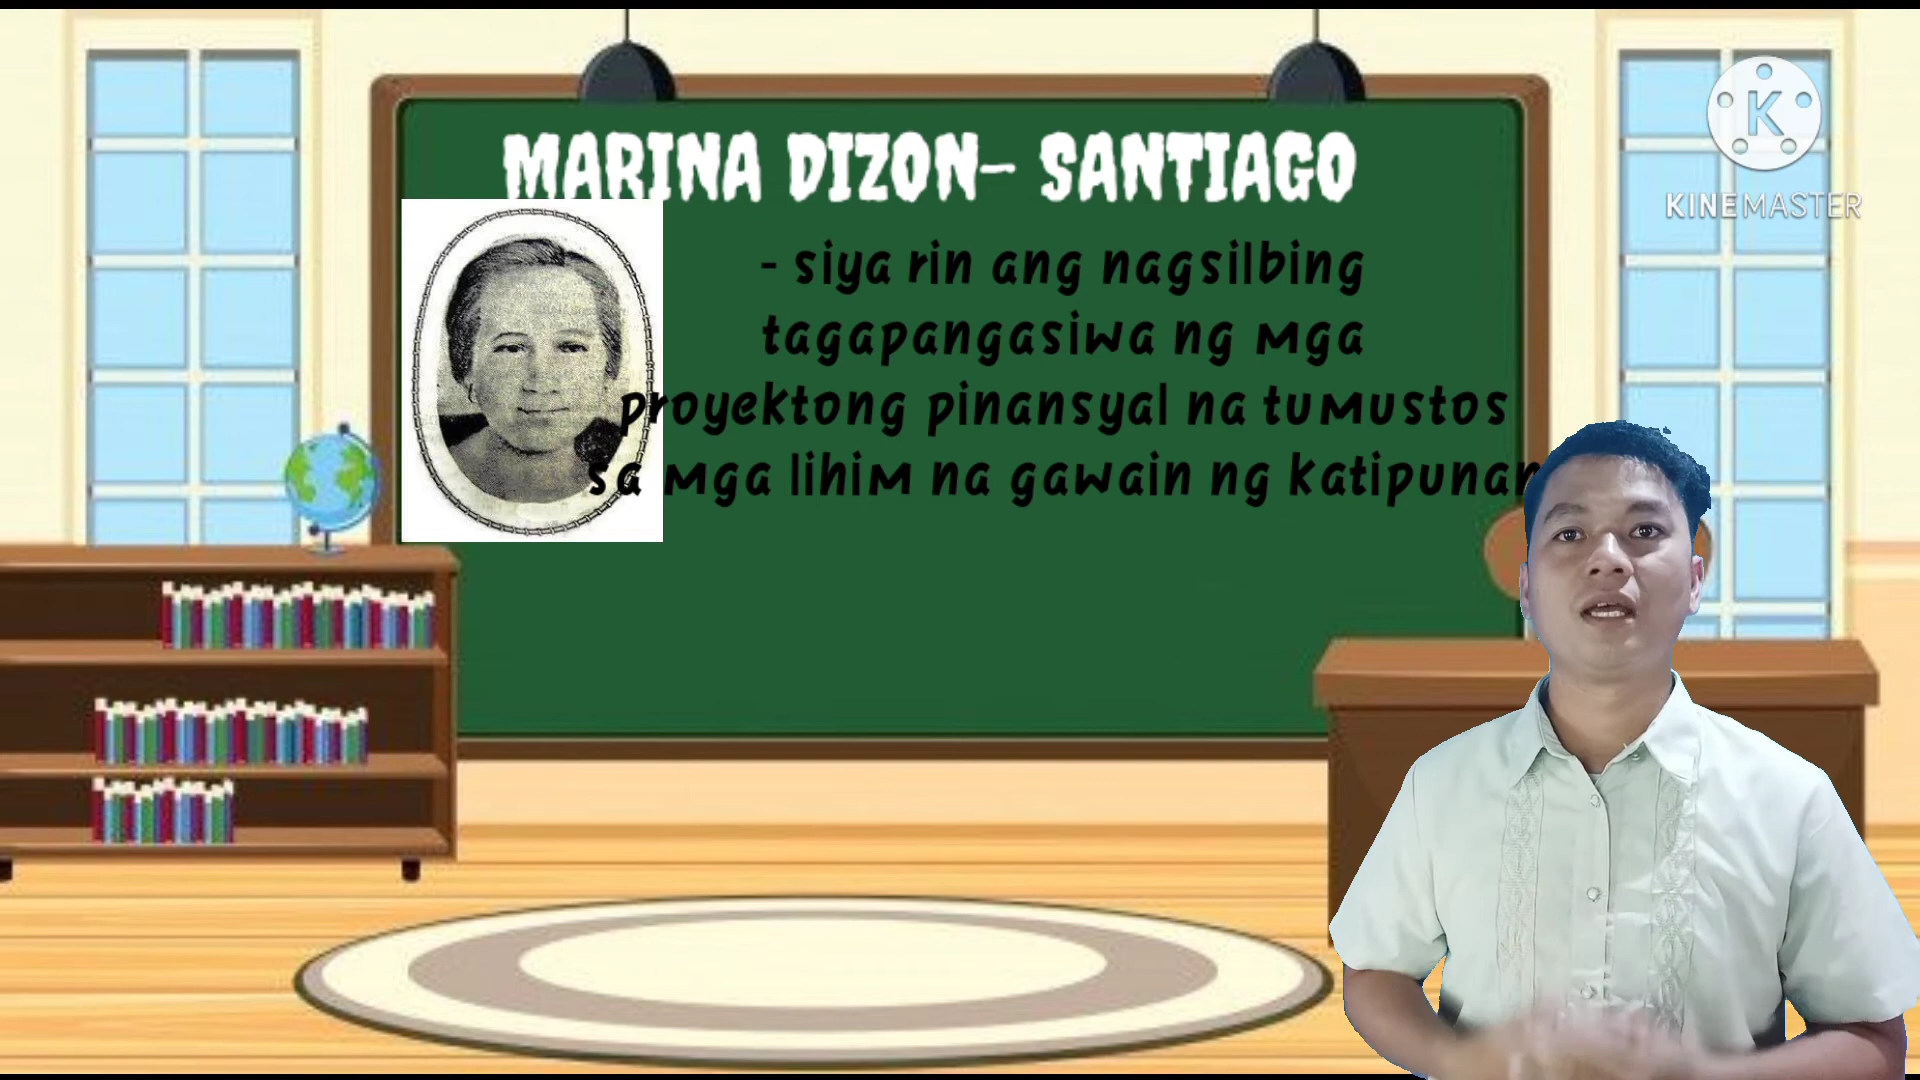 MARINA DIZON- SANTIAGO
- siya rin ang nagsilbing
tagapangasiwa ng mga
proyektong pinansyal na tumustos
sa mga lihim na gawain ng katipunan
K
KINEMASTER